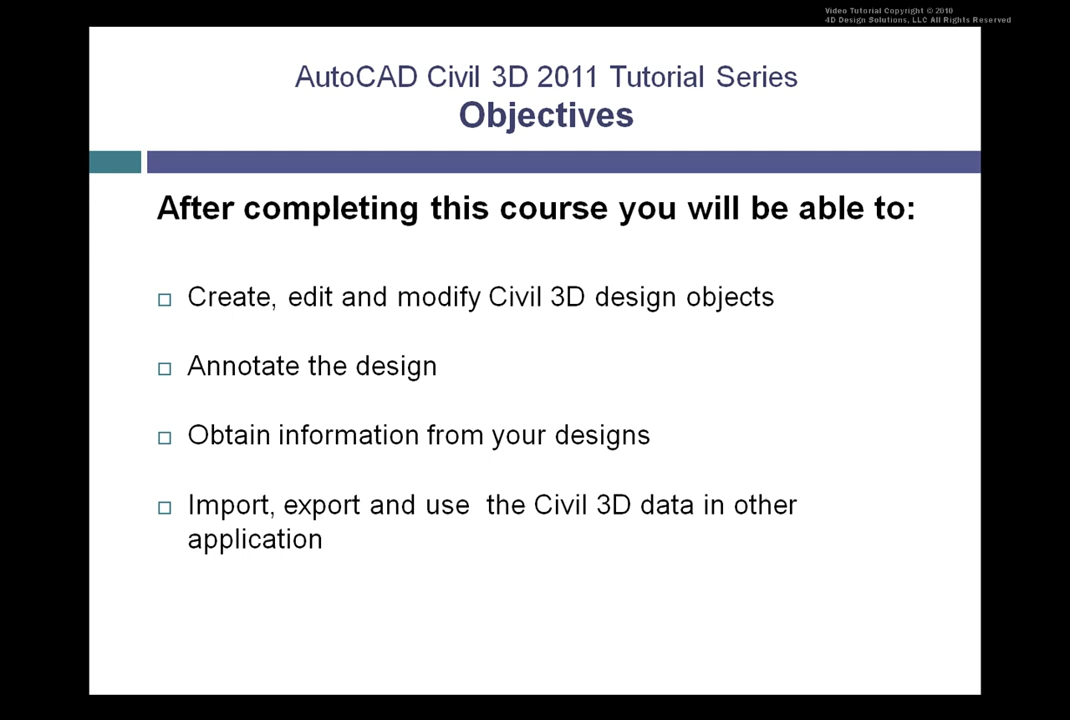 Video Tutorial Copyright © 2010
4D Design Solutions, LLC All Rights Reserved
AutoCAD Civil 3D 2011 Tutorial Series
Objectives
After completing this course you will be able to:
Create, edit and modify Civil 3D design objects
Annotate the design
Obtain information from your designs
Import, export and use the Civil 3D data in other
application